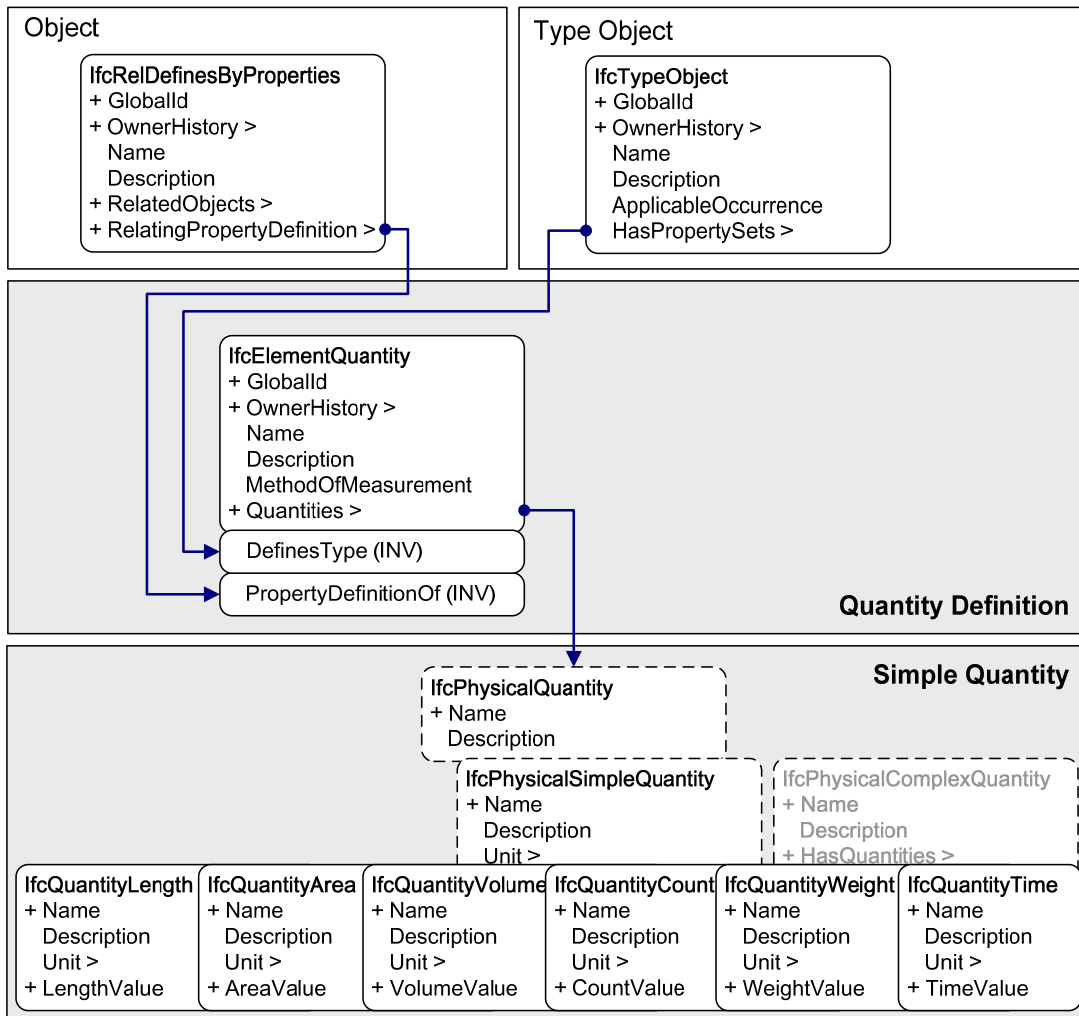 Object
IfcRelDefinesByProperties
+ GlobalId
+ OwnerHistory >
Name
Description
+ RelatedObjects >
+ RelatingPropertyDefinition >
Type Object
IfcTypeObject
+ GlobalId
+ OwnerHistory >
Name
Description
ApplicableOccurrence
HasPropertySets >
IfcElementQuantity
+ GlobalId
+ OwnerHistory >
Name
Description
MethodOfMeasurement
+ Quantities >
DefinesType (INV)
PropertyDefinitionOf (INV)
Quantity Definition
Simple Quantity
IfcPhysicalQuantity
+ Name
Description
IfcPhysicalSimpleQuantity
+ Name
Description
Unit >
IfcPhysicalComplexQuantity
+ Name
Description
+ HasQuantities >
IfcQuantityLength
+ Name
Description
Unit >
+ LengthValue
IfcQuantityArea
+ Name
Description
Unit >
+ AreaValue
IfcQuantityVolume
+ Name
Description
Unit >
+ VolumeValue
IfcQuantityCount
+ Name
Description
Unit >
+ CountValue
IfcQuantityWeight
+ Name
Description
Unit >
+ WeightValue
IfcQuantityTime
+ Name
Description
Unit >
+ TimeValue